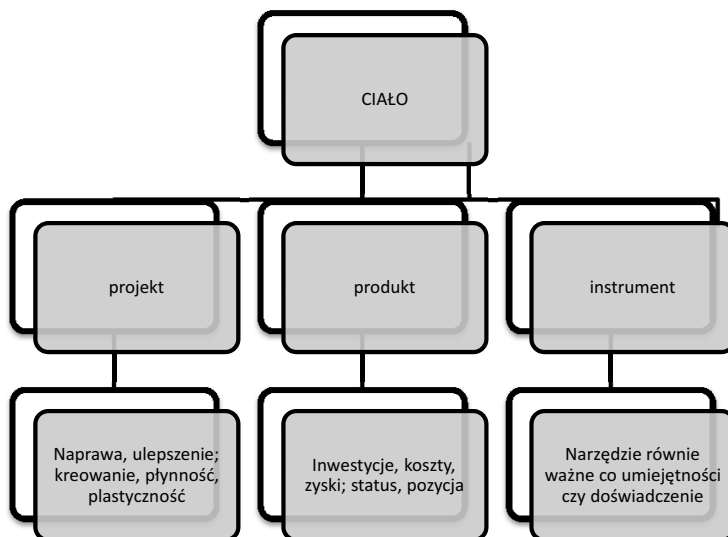 CIAŁO
projekt
produkt
instrument
Naprawa, ulepszenie;
kreowanie, płynność,
plastyczność
Inwestycje, koszty,
zyski; status, pozycja
Narzędzie równie
ważne co umiejętności
czy doświadczenie